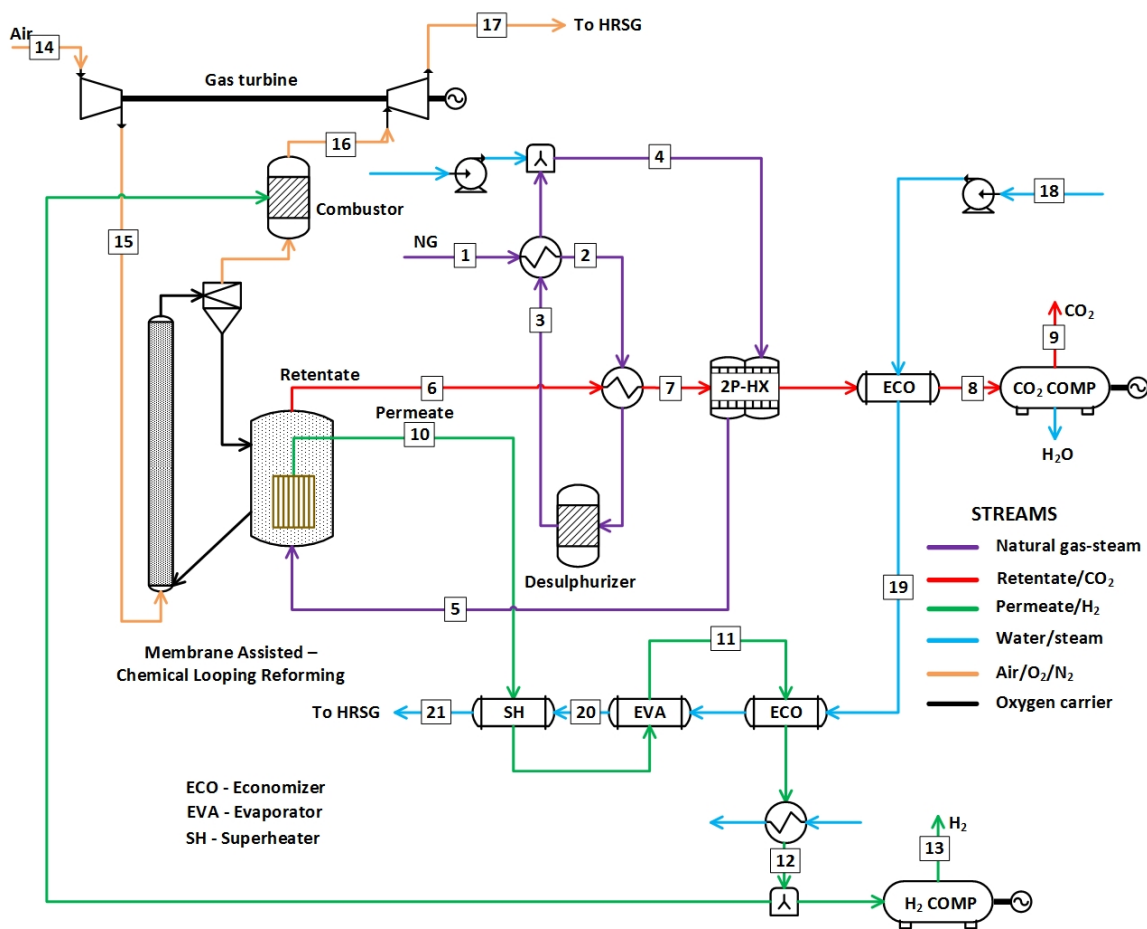 17
To HRSG
Air
14
Gas turbine
16
4
Combustor
18
15
NG
1
2
3
CO2
9
Retentate
6
7
2P-HX
ECO
8
CO2 COMP
Permeate
10
H2O
STREAMS
Natural gas-steam
Desulphurizer
Retentate/CO2
19
5
Permeate/H2
11
Water/steam
Membrane Assisted –
Chemical Looping Reforming
Air/O2/N2
Oxygen carrier
To HRSG
21
SH
20
EVA
ECO
ECO - Economizer
EVA - Evaporator
SH - Superheater
H2
13
12
H2 COMP